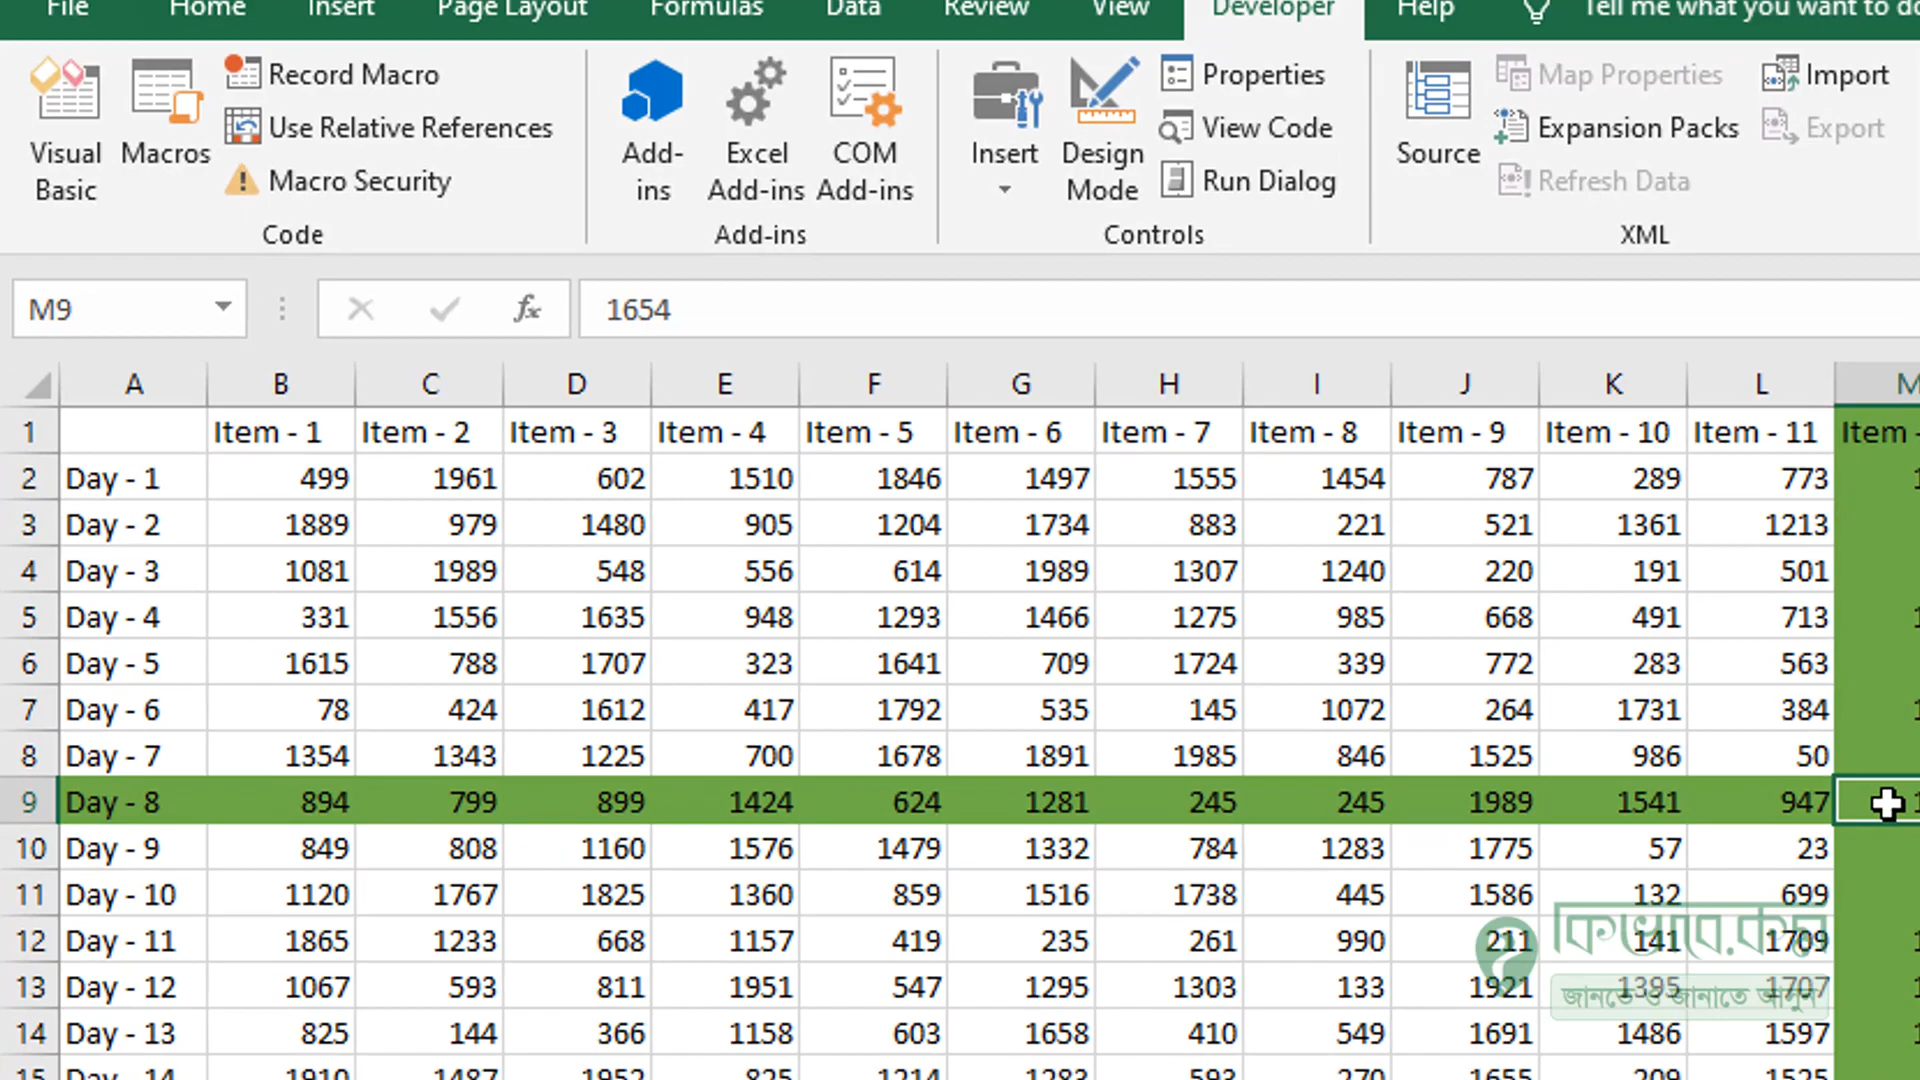 File Home Insert Page Layout Formulas Data Review View Developer Help Tell me what you want to do
Visual Basic
Macros
Record Macro
Use Relative References
Macro Security
Code
Add-ins
Excel Add-ins
COM Add-ins
Add-ins
Insert
Design Mode
Properties
View Code
Run Dialog
Controls
Source
Map Properties
Expansion Packs
Refresh Data
Import
Export
XML
M9 fx 1654
A B C D E F G H I J K L M
1 Item - 1 Item - 2 Item - 3 Item - 4 Item - 5 Item - 6 Item - 7 Item - 8 Item - 9 Item - 10 Item - 11 Item -
2 Day - 1 499 1961 602 1510 1846 1497 1555 1454 787 289 773
3 Day - 2 1889 979 1480 905 1204 1734 883 221 521 1361 1213
4 Day - 3 1081 1989 548 556 614 1989 1307 1240 220 191 501
5 Day - 4 331 1556 1635 948 1293 1466 1275 985 668 491 713
6 Day - 5 1615 788 1707 323 1641 709 1724 339 772 283 563
7 Day - 6 78 424 1612 417 1792 535 145 1072 264 1731 384
8 Day - 7 1354 1343 1225 700 1678 1891 1985 846 1525 986 50
9 Day - 8 894 799 899 1424 624 1281 245 245 1989 1541 947
10 Day - 9 849 808 1160 1576 1479 1332 784 1283 1775 57 23
11 Day - 10 1120 1767 1825 1360 859 1516 1738 445 1586 132 699
12 Day - 11 1865 1233 668 1157 419 235 261 990 211 141 1709
13 Day - 12 1067 593 811 1951 547 1295 1303 133 1921 1395 1707
14 Day - 13 825 144 366 1158 603 1658 410 549 1691 1486 1597
15 Day - 14 1910 1487 1952 825 1214 1283 593 270 1655 209 1525
কিভাবে.কম
জানতে ও জানাতে আসুন